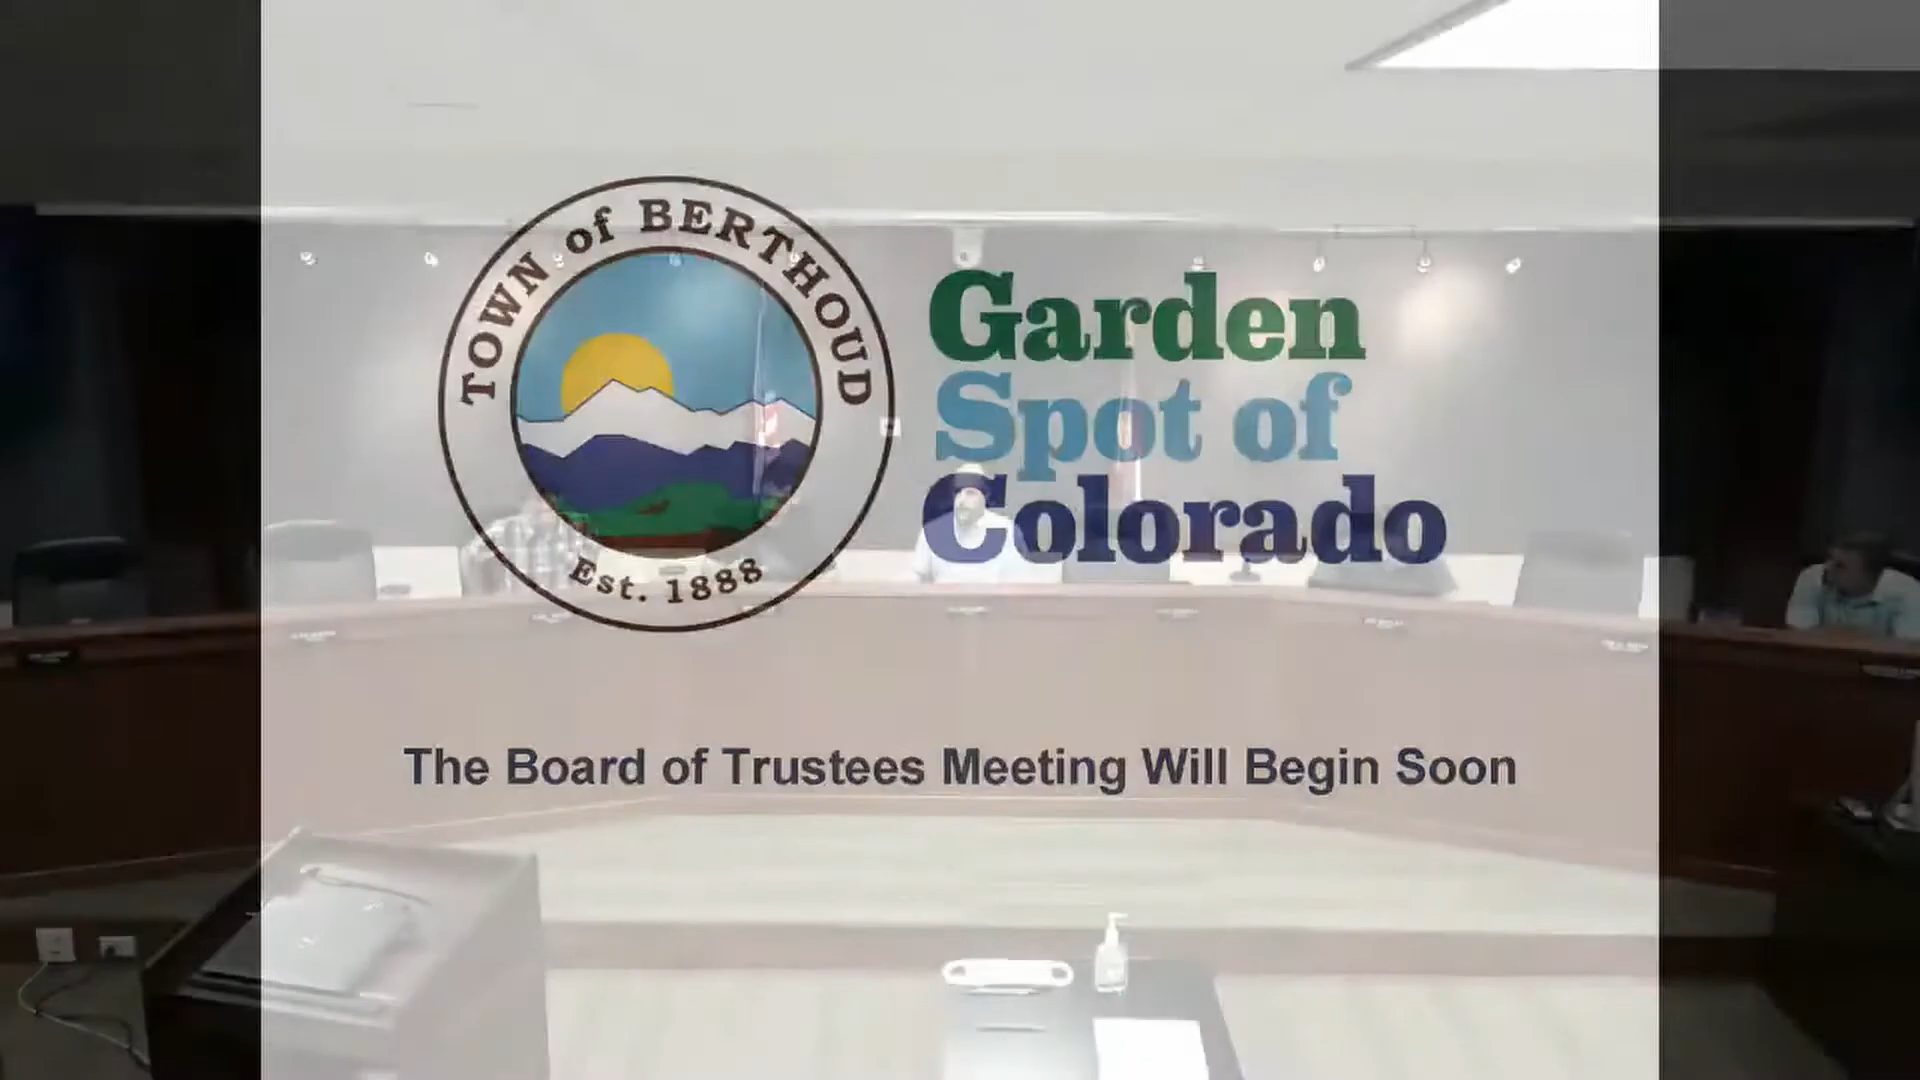 TOWN of BERTHOUD
Est. 1888
Garden
Spot of
Colorado
The Board of Trustees Meeting Will Begin Soon